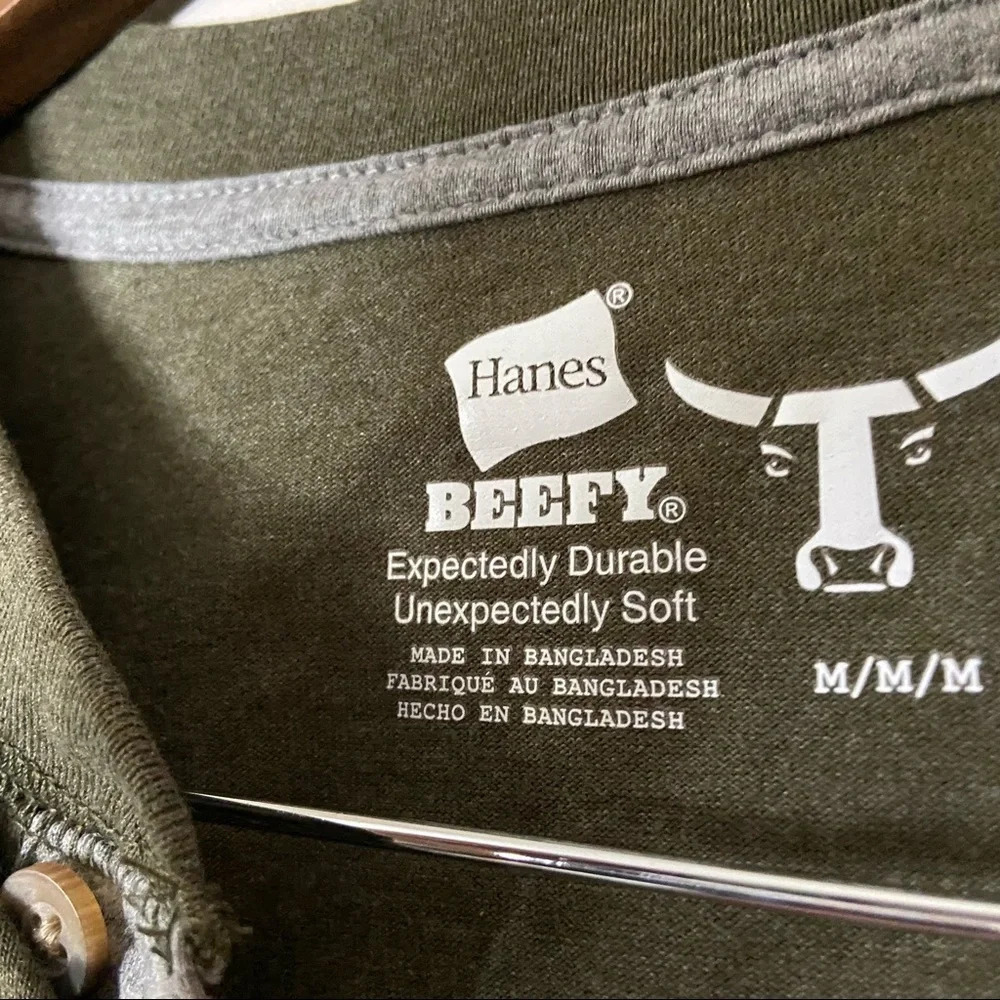 Hanes®
BEEFY®
Expectedly Durable
Unexpectedly Soft
MADE IN BANGLADESH
FABRIQUÉ AU BANGLADESH
HECHO EN BANGLADESH
M/M/M